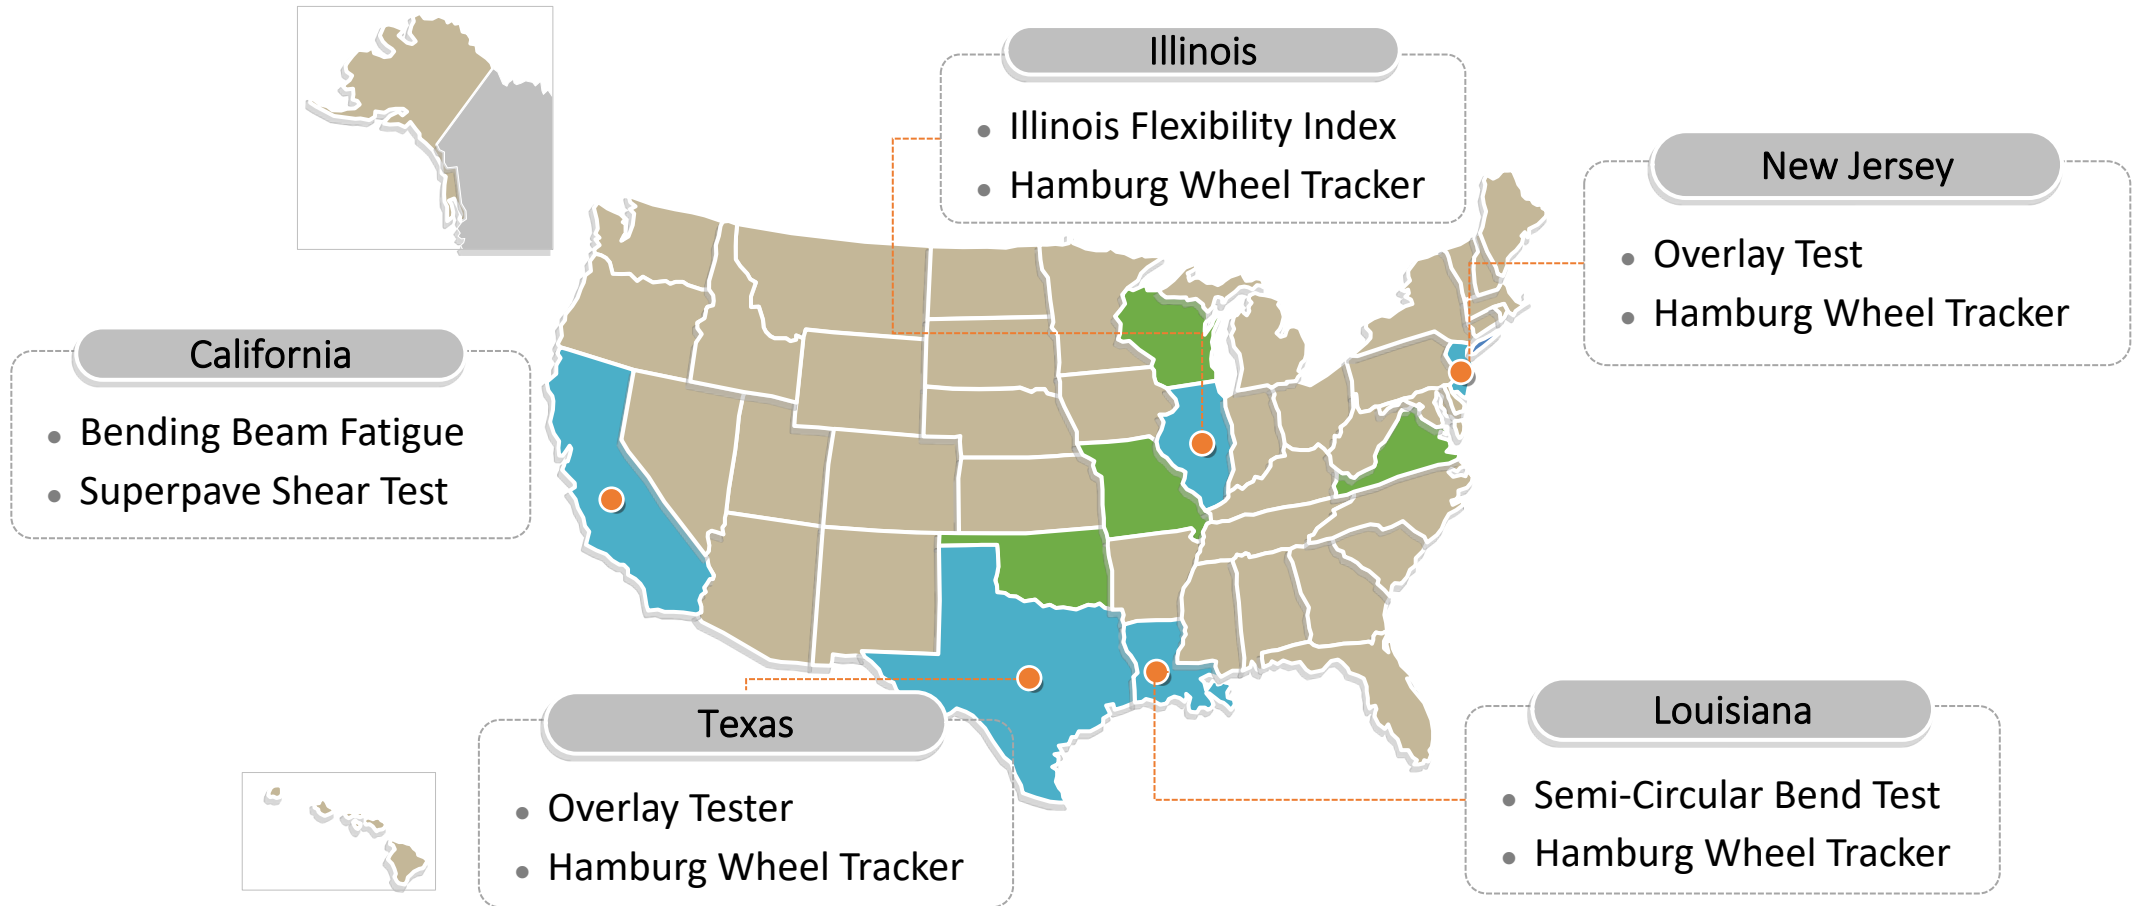 Illinois
• Illinois Flexibility Index
• Hamburg Wheel Tracker
New Jersey
• Overlay Test
• Hamburg Wheel Tracker
California
• Bending Beam Fatigue
• Superpave Shear Test
Texas
• Overlay Tester
• Hamburg Wheel Tracker
Louisiana
• Semi-Circular Bend Test
• Hamburg Wheel Tracker